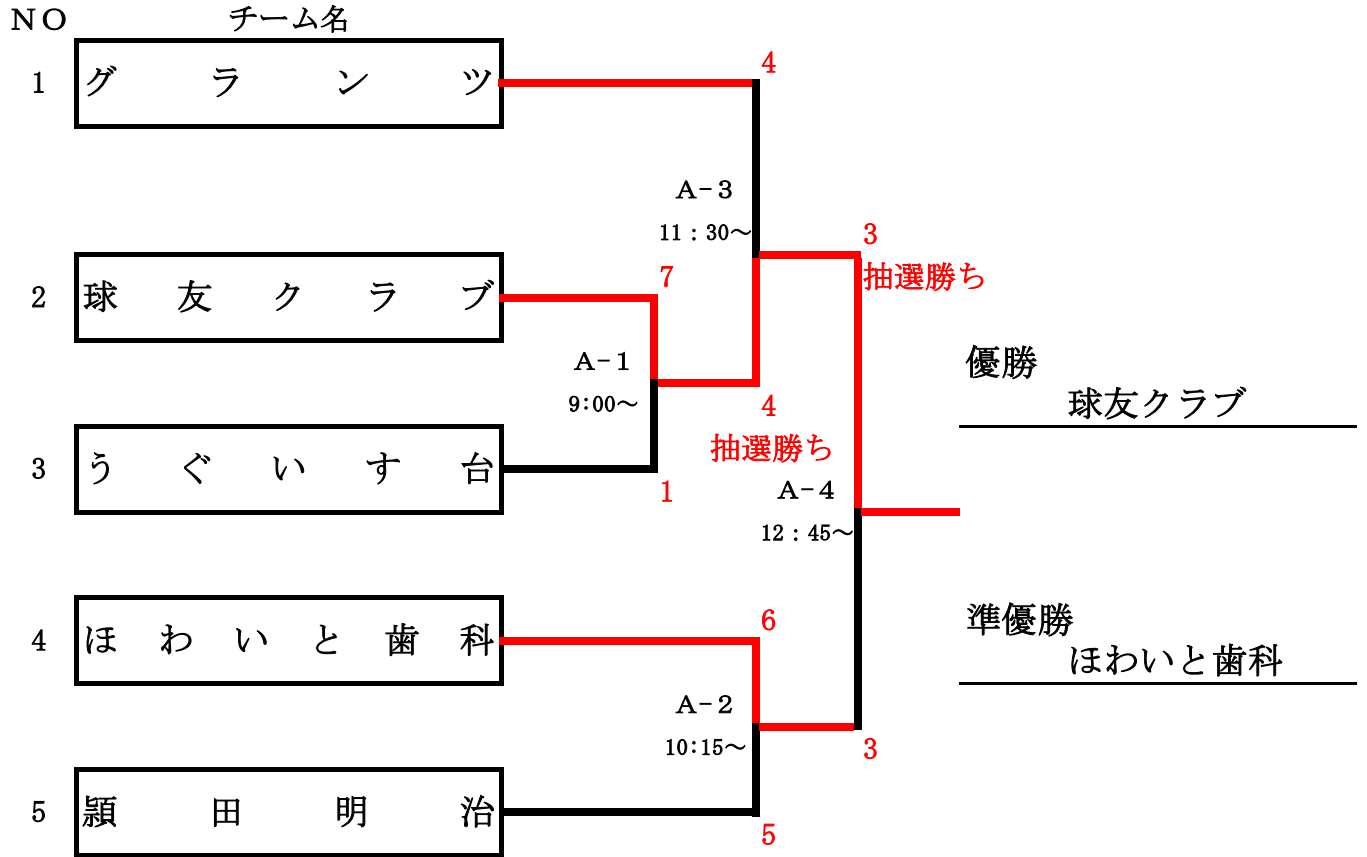 NO チーム名
4
1 グランツ
A-3
11：30～
3
抽選勝ち
7
2 球友クラブ
優勝
A-1
球友クラブ
9:00～
4
抽選勝ち
3 うぐいす台
1
A-4
12：45～
6
準優勝
4 ほわいと歯科
ほわいと歯科
A-2
10:15～
3
5 頴田明治
5